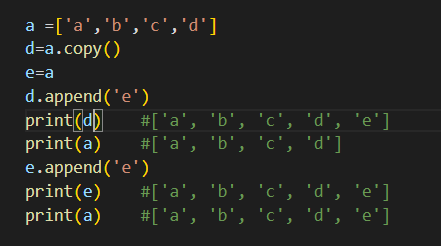 a =['a','b','c','d']
d=a.copy()
e=a
d.append('e')
print(d)    #['a', 'b', 'c', 'd', 'e']
print(a)    #['a', 'b', 'c', 'd']
e.append('e')
print(e)    #['a', 'b', 'c', 'd', 'e']
print(a)    #['a', 'b', 'c', 'd', 'e']